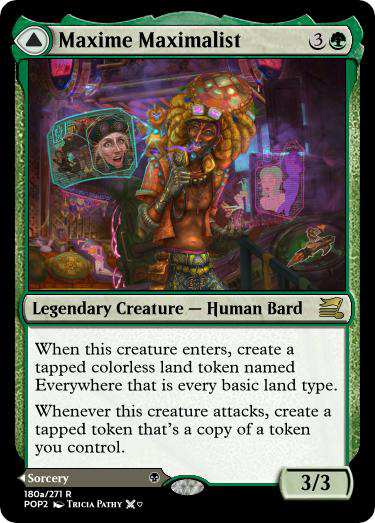 Maxime Maximalist 3
Legendary Creature — Human Bard
When this creature enters, create a
tapped colorless land token named
Everywhere that is every basic land type.
Whenever this creature attacks, create a
tapped token that's a copy of a token
you control.
Sorcery
3/3
180a/271 R
POP2 Tricia Pathy